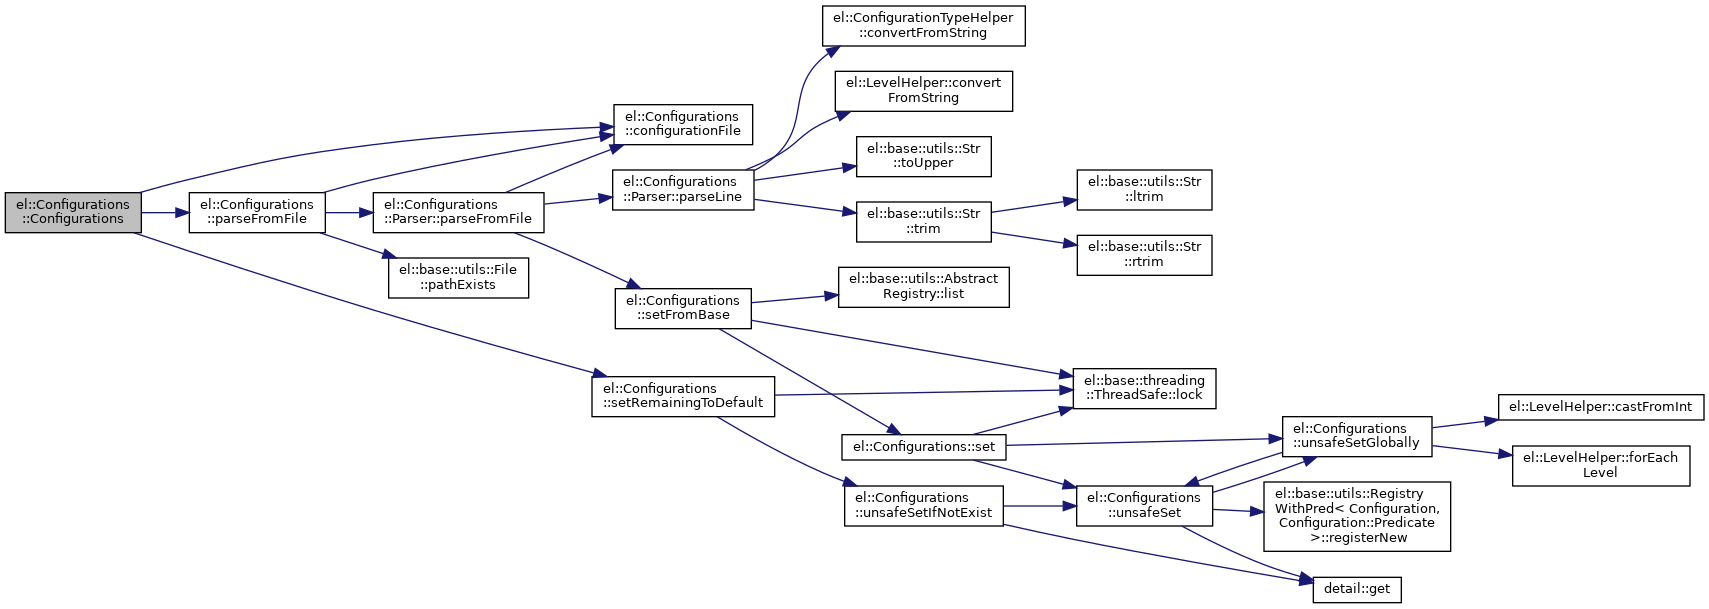 el::Configurations
::Configurations
el::Configurations
::parseFromFile
el::Configurations
::Parser::parseFromFile
el::base::utils::File
::pathExists
el::Configurations
::configurationFile
el::Configurations
::Parser::parseLine
el::Configurations
::setFromBase
el::Configurations
::setRemainingToDefault
el::ConfigurationTypeHelper
::convertFromString
el::LevelHelper::convert
FromString
el::base::utils::Str
::toUpper
el::base::utils::Str
::trim
el::base::utils::Abstract
Registry::list
el::Configurations::set
el::Configurations
::unsafeSetIfNotExist
el::base::utils::Str
::ltrim
el::base::utils::Str
::rtrim
el::base::threading
::ThreadSafe::lock
el::Configurations
::unsafeSet
el::Configurations
::unsafeSetGlobally
el::base::utils::Registry
WithPred< Configuration,
Configuration::Predicate
>::registerNew
detail::get
el::LevelHelper::castFromInt
el::LevelHelper::forEach
Level